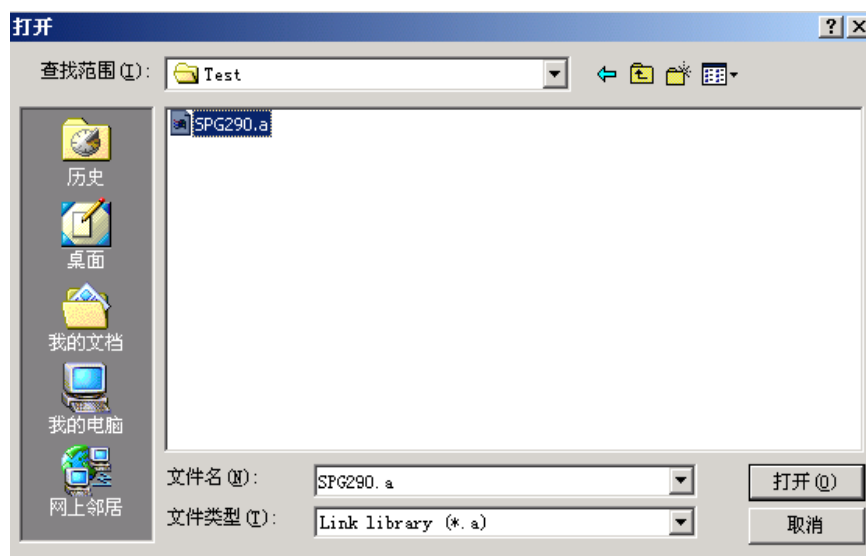 打开
查找范围(I): Test
SPG290.a
历史
桌面
我的文档
我的电脑
网上邻居
文件名(N): SPG290.a 打开(O)
文件类型(T): Link library (*.a) 取消